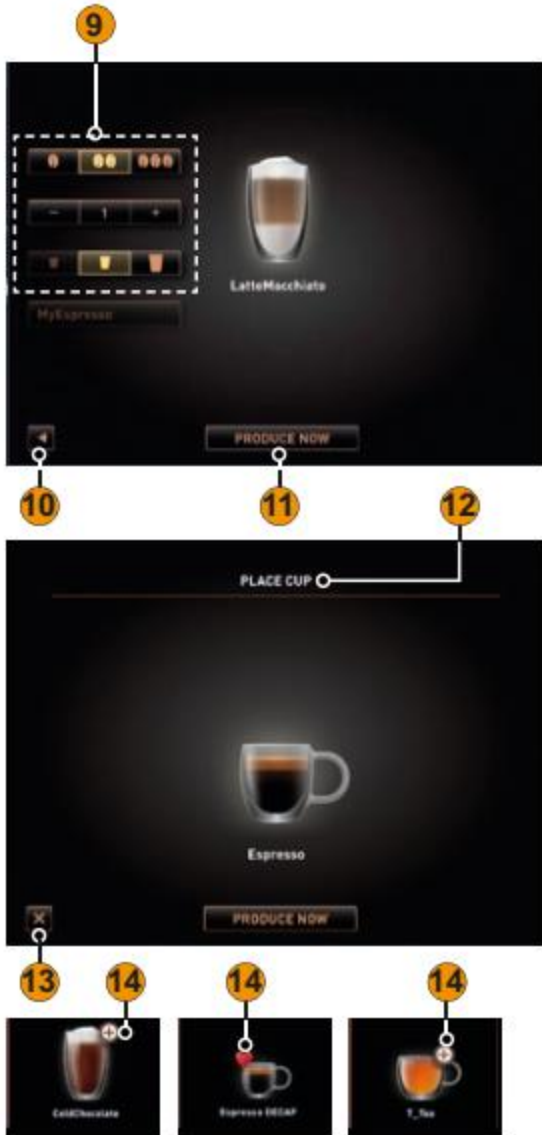 9
1
LatteMacchiato
MyEspresso
PRODUCE NOW
10
11
12
PLACE CUP
Espresso
PRODUCE NOW
13
14
14
14
ColdChocolate
Espresso DECAF
T_Tea